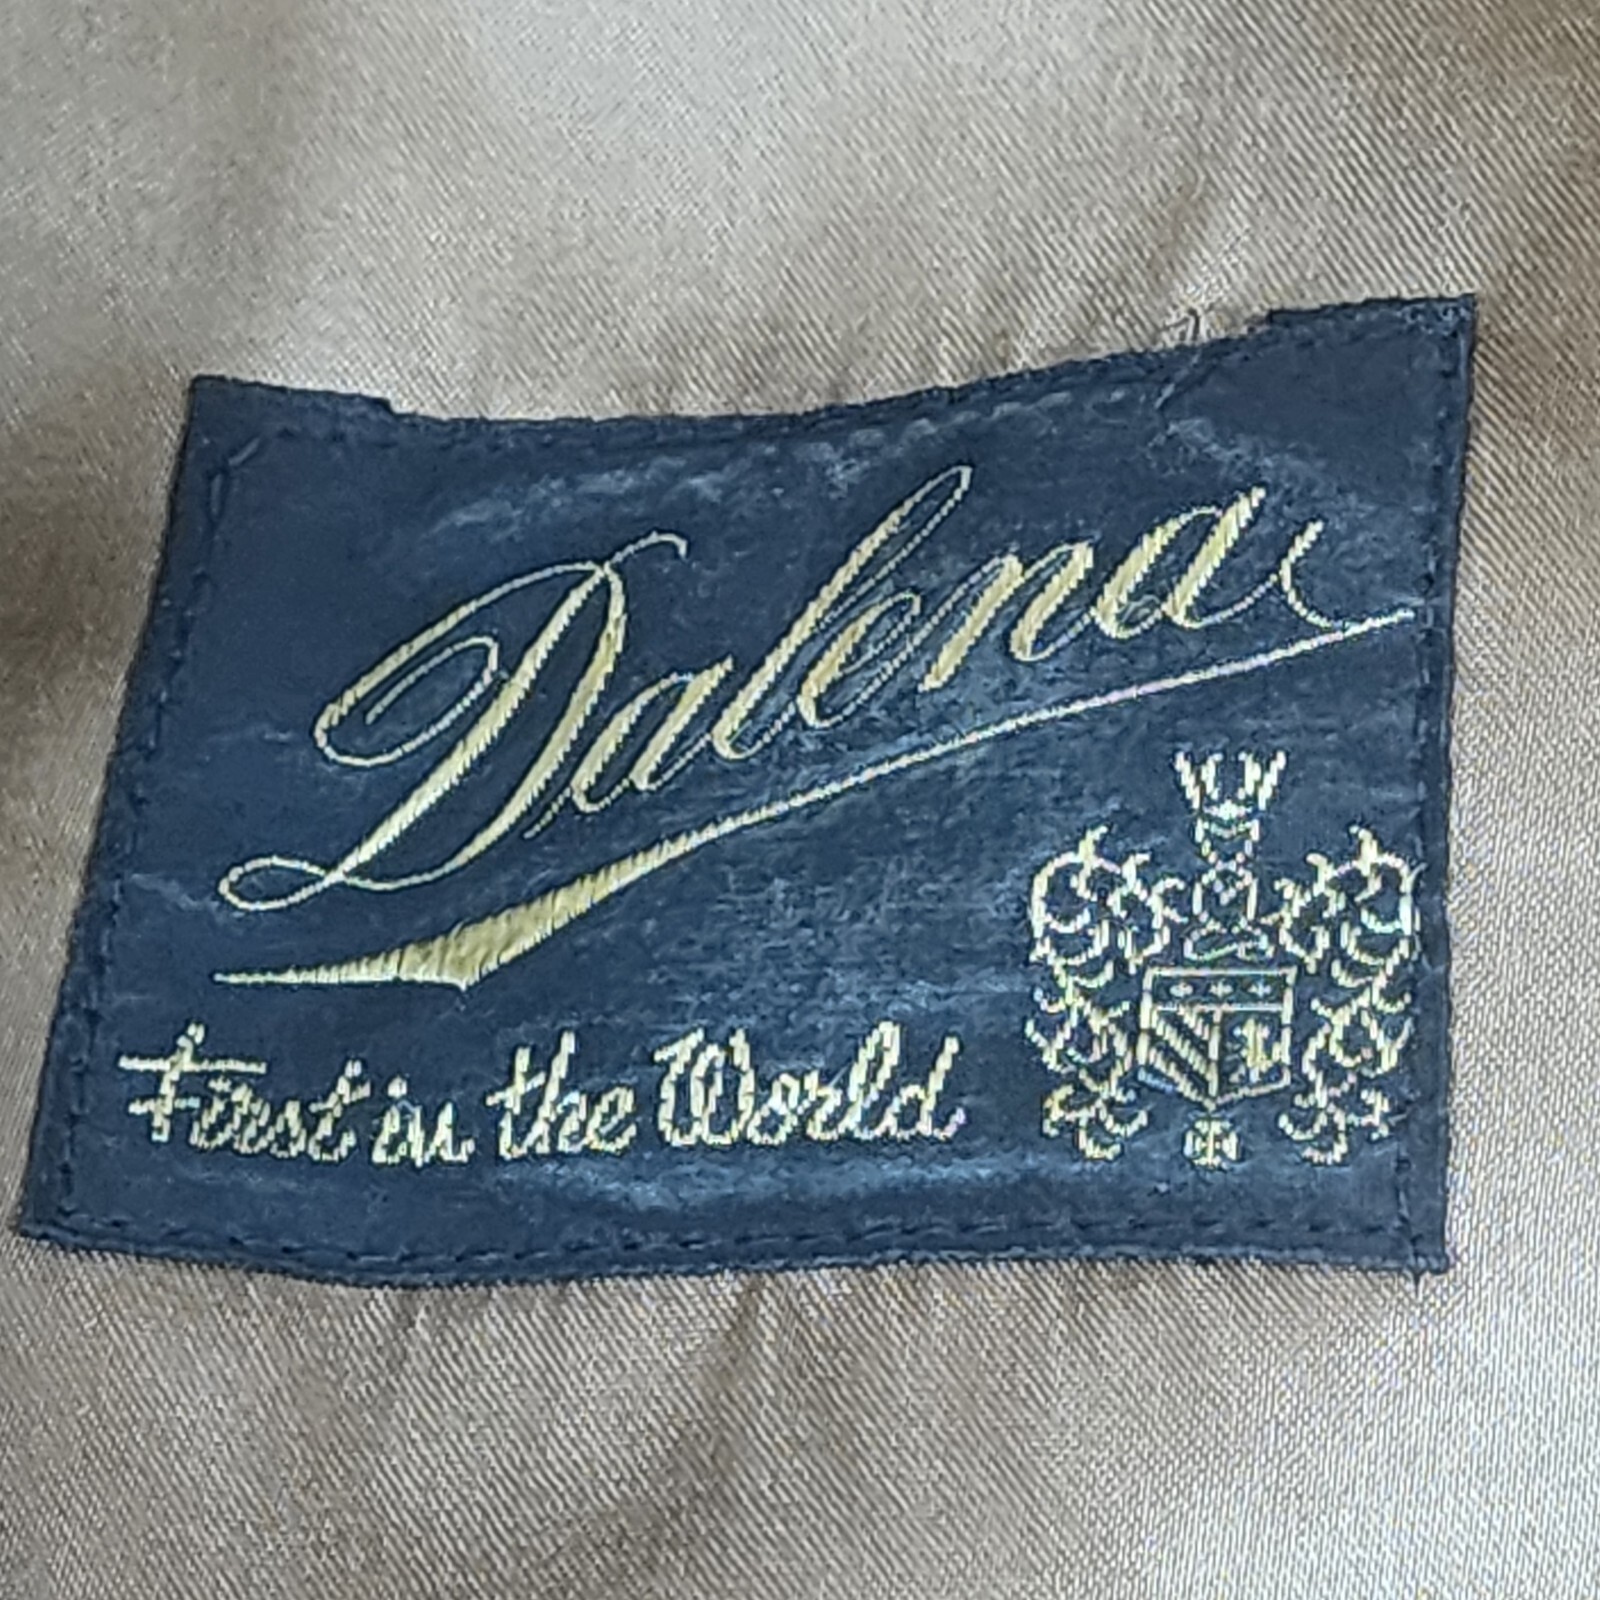 Dalena
First in the World